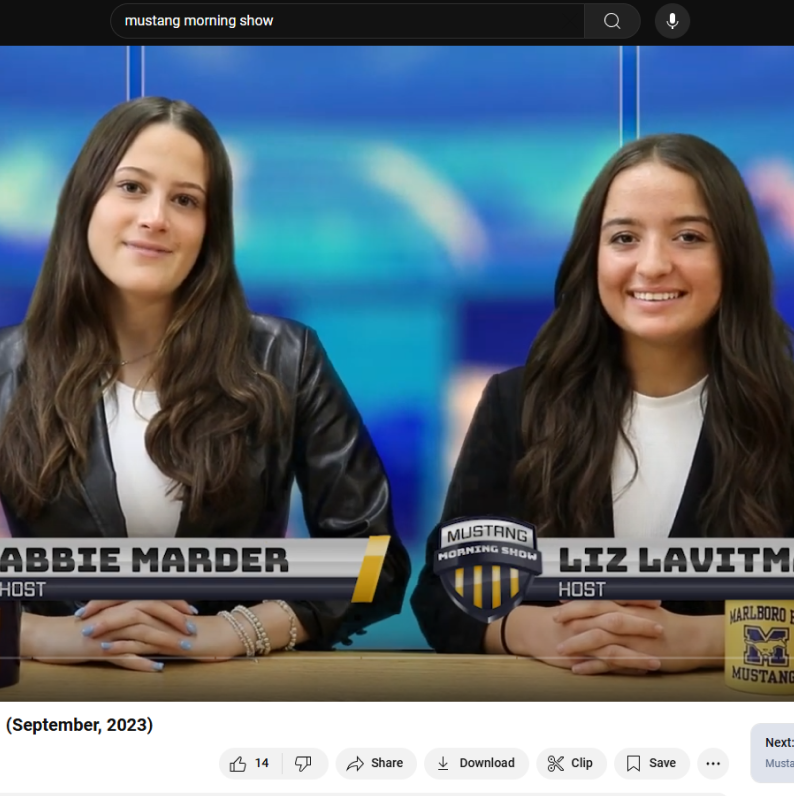 mustang morning show
ABBIE MARDER
HOST
MUSTANG
MORNING SHOW
LIZ LAVITM
HOST
MARLBORO
M
MUSTANG
(September, 2023)
14
Share
Download
Clip
Save
Next:
Musta